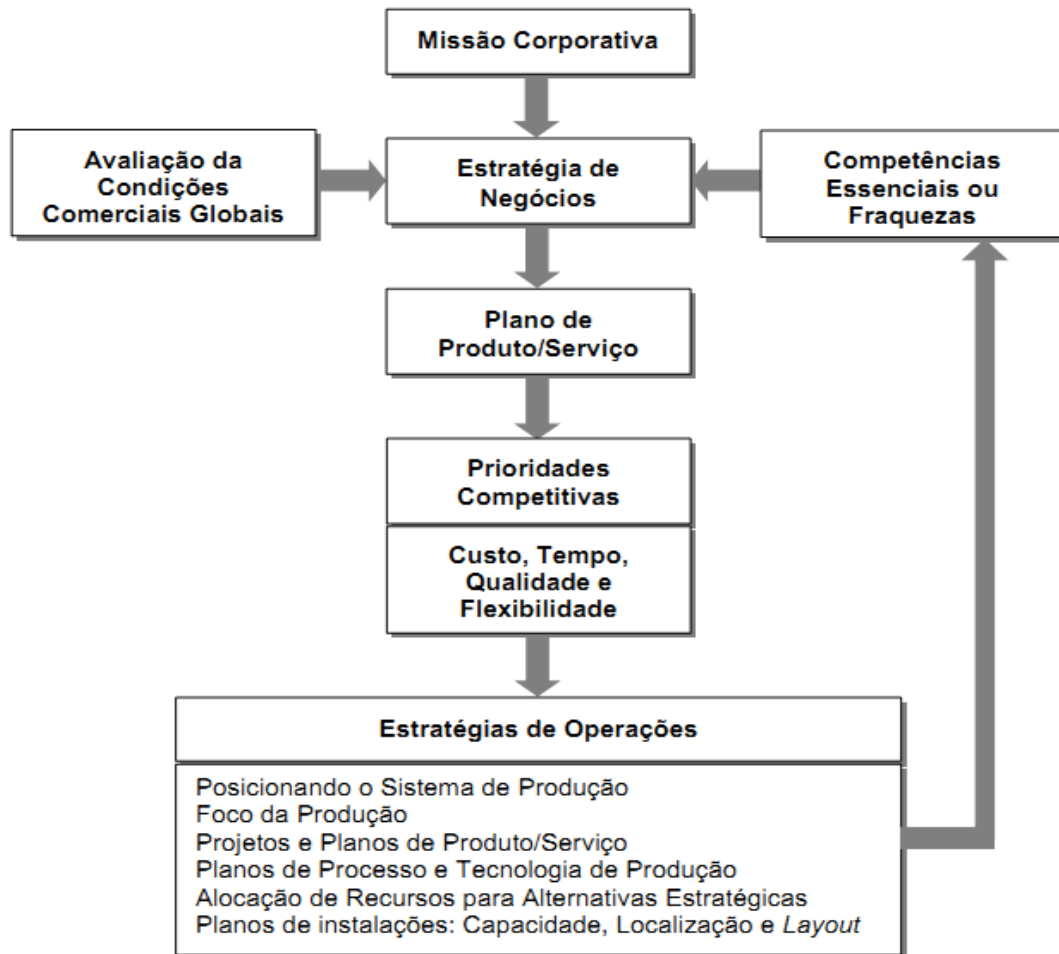 Missão Corporativa
Avaliação da
Condições
Comerciais Globais
Estratégia de
Negócios
Competências
Essenciais ou
Fraquezas
Plano de
Produto/Serviço
Prioridades
Competitivas
Custo, Tempo,
Qualidade e
Flexibilidade
Estratégias de Operações
Posicionando o Sistema de Produção
Foco da Produção
Projetos e Planos de Produto/Serviço
Planos de Processo e Tecnologia de Produção
Alocação de Recursos para Alternativas Estratégicas
Planos de instalações: Capacidade, Localização e Layout